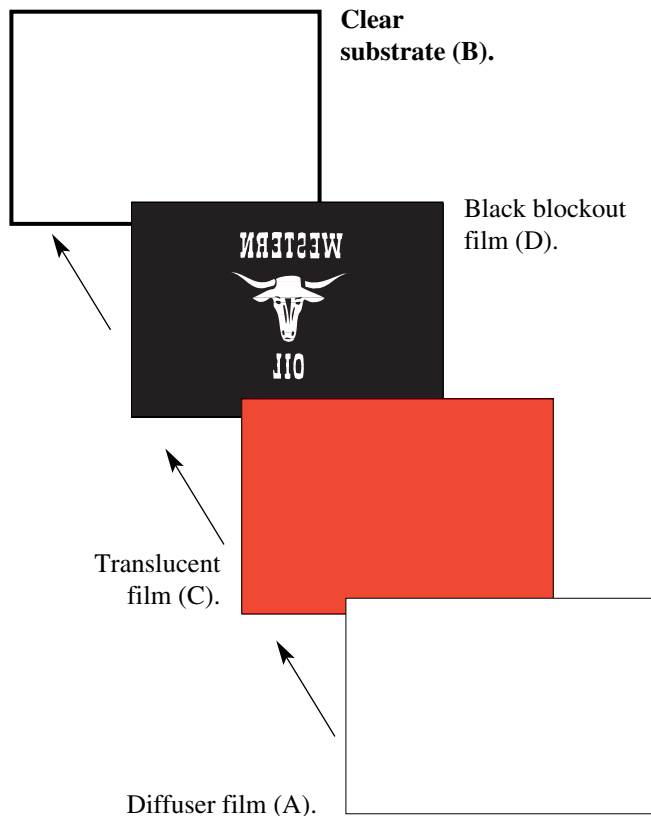 Clear
substrate (B).
Black blockout
film (D).
WESTERN
OIL
Translucent
film (C).
Diffuser film (A).